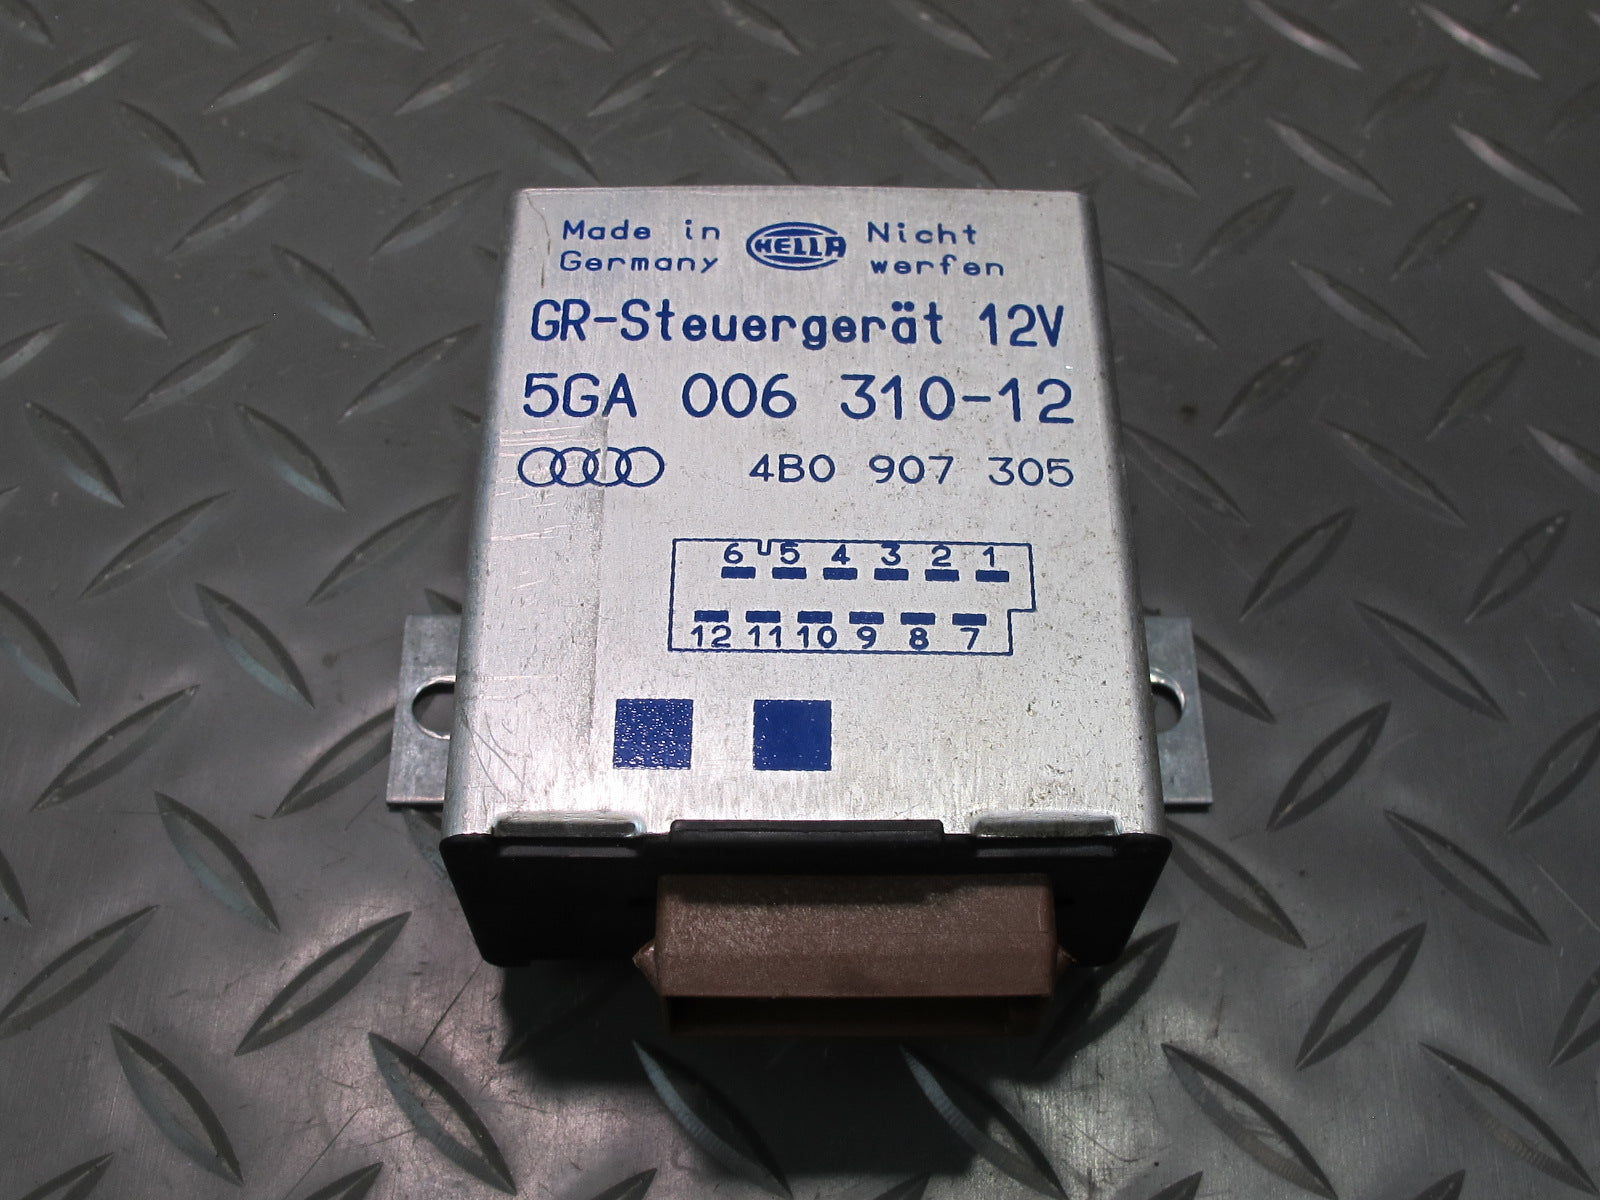 Made in HELLA Nicht
Germany werfen
GR-Steuergerät 12V
5GA 006 310-12
4B0 907 305
6 5 4 3 2 1
12 11 10 9 8 7